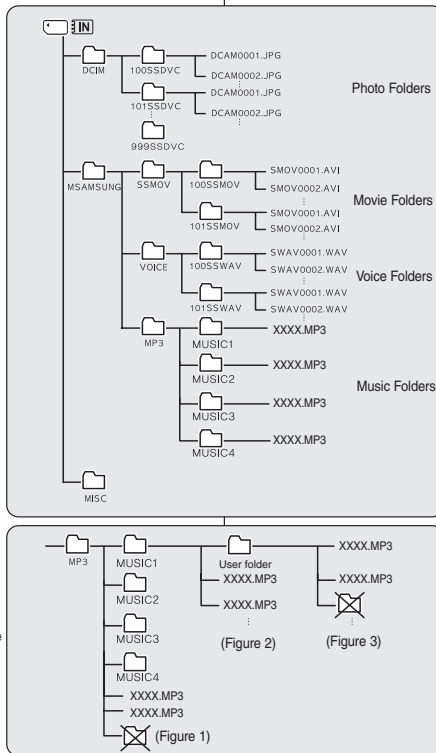 IN
DCIM
100SSDVC
DCAM0001.JPG
DCAM0002.JPG
101SSDVC
DCAM0001.JPG
DCAM0002.JPG
999SSDVC
Photo Folders
MSAMSUNG
SSMOV
100SSMOV
SMOV0001.AVI
SMOV0002.AVI
101SSMOV
SMOV0001.AVI
SMOV0002.AVI
Movie Folders
VOICE
100SSWAV
SWAV0001.WAV
SWAV0002.WAV
101SSWAV
SWAV0001.WAV
SWAV0002.WAV
Voice Folders
MP3
MUSIC1
XXXX.MP3
MUSIC2
XXXX.MP3
MUSIC3
XXXX.MP3
MUSIC4
XXXX.MP3
Music Folders
MISC
MP3
MUSIC1
MUSIC2
MUSIC3
MUSIC4
XXXX.MP3
XXXX.MP3
(Figure 1)
User folder
XXXX.MP3
XXXX.MP3
(Figure 2)
XXXX.MP3
XXXX.MP3
(Figure 3)